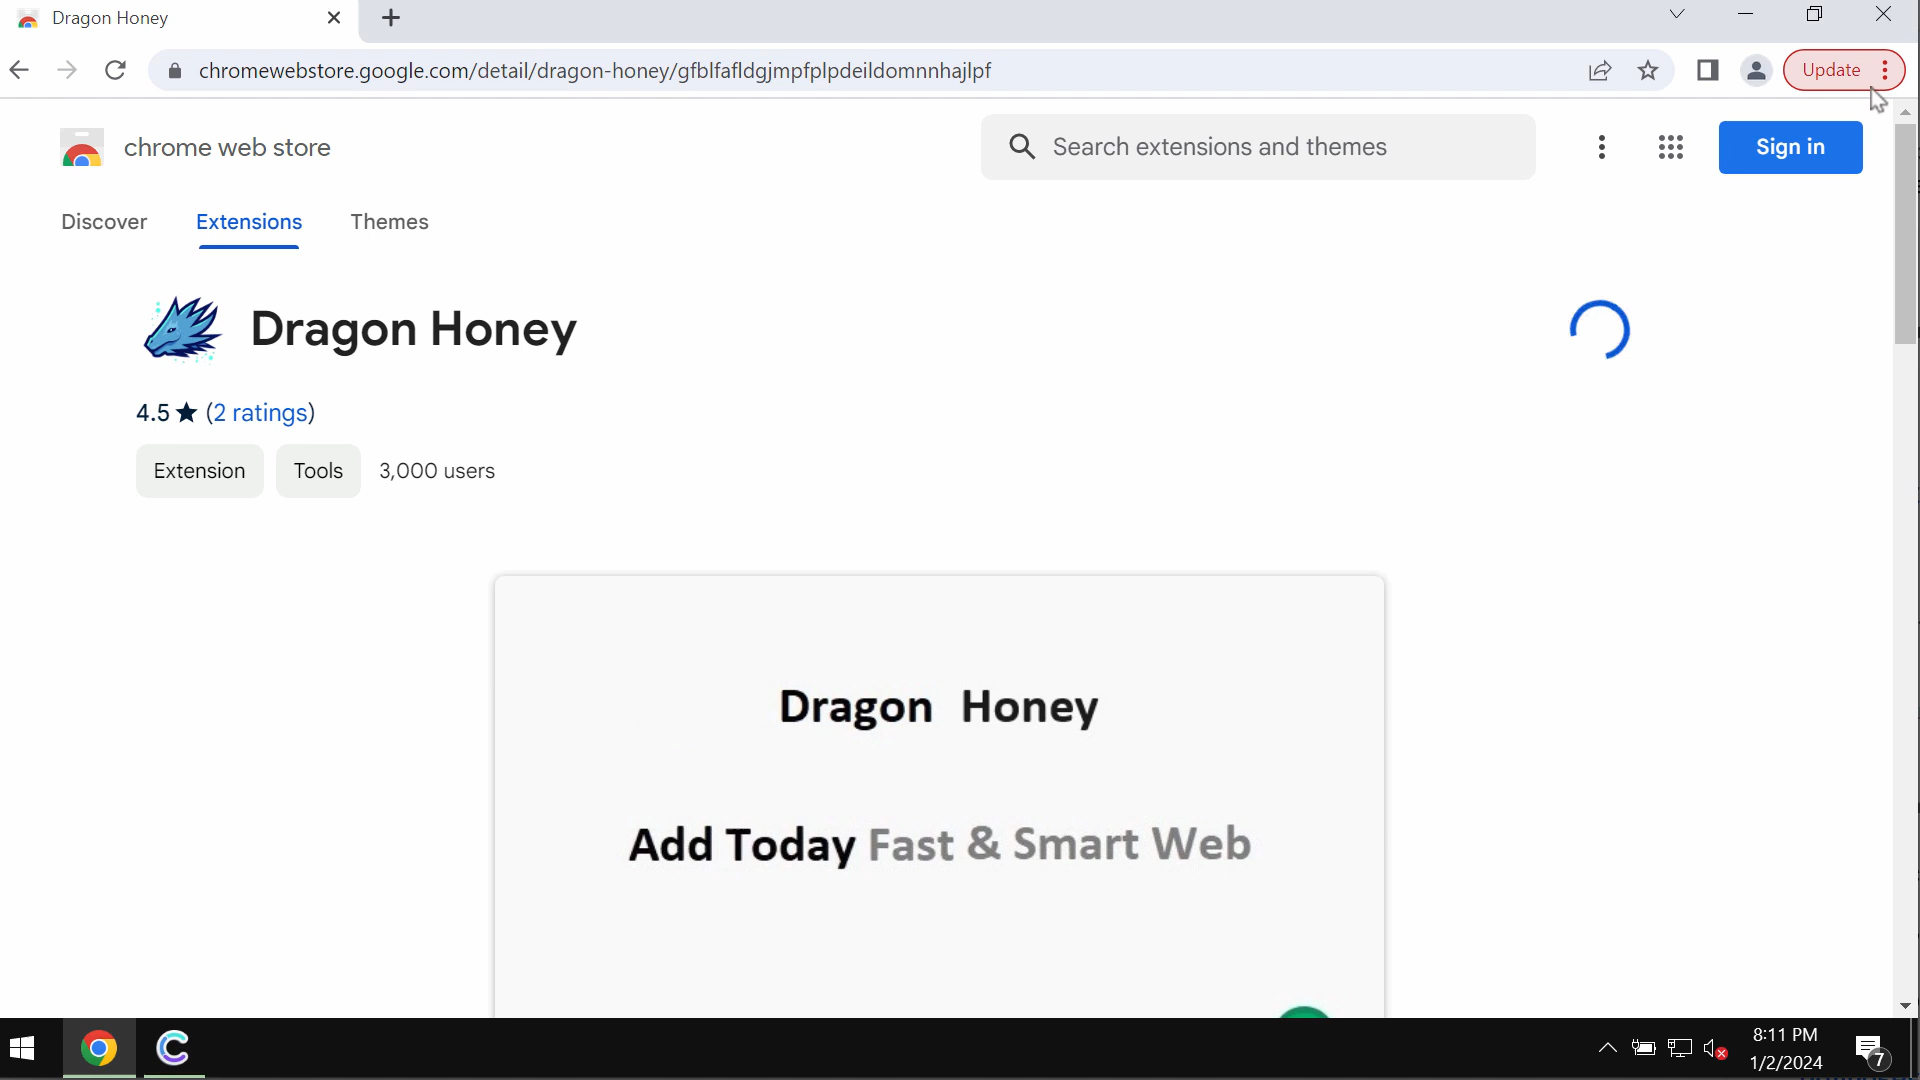 Dragon Honey
chromewebstore.google.com/detail/dragon-honey/gfblfafldgjmpfplpdeildomnnhajlpf
Update
chrome web store
Search extensions and themes
Sign in
Discover
Extensions
Themes
Dragon Honey
4.5★ (2 ratings)
Extension
Tools
3,000 users
Dragon Honey
Add Today Fast & Smart Web
8:11 PM
1/2/2024
7